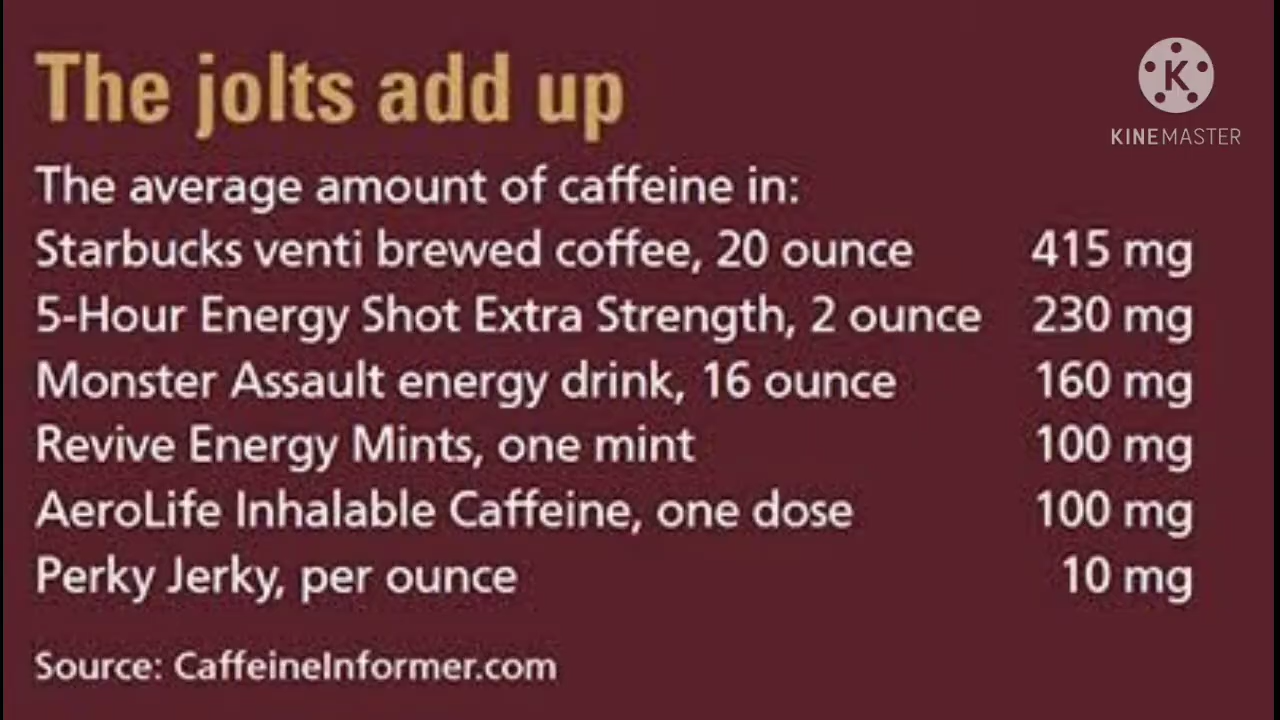 The jolts add up
K
KINEMASTER
The average amount of caffeine in:
Starbucks venti brewed coffee, 20 ounce 415 mg
5-Hour Energy Shot Extra Strength, 2 ounce 230 mg
Monster Assault energy drink, 16 ounce 160 mg
Revive Energy Mints, one mint 100 mg
AeroLife Inhalable Caffeine, one dose 100 mg
Perky Jerky, per ounce 10 mg
Source: CaffeineInformer.com